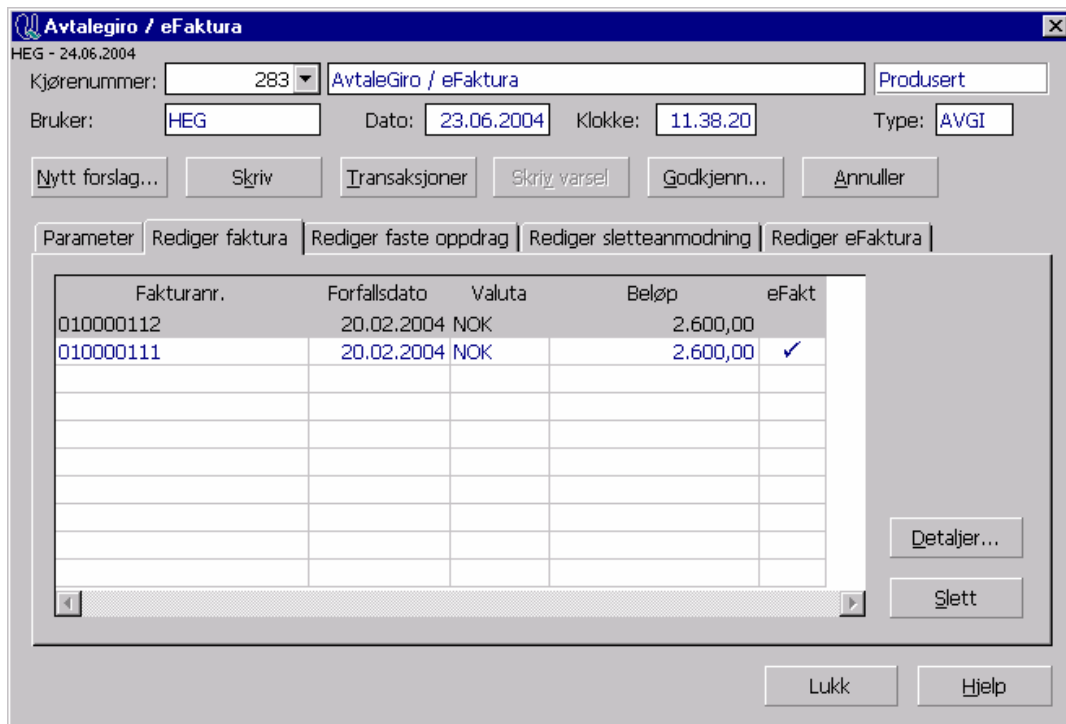 Avtalegiro / eFaktura
HEG - 24.06.2004
Kjørenummer: 283 AvtaleGiro / eFaktura Produsert
Bruker: HEG Dato: 23.06.2004 Klokke: 11.38.20 Type: AVGI
Nytt forslag... Skriv Transaksjoner Skriv varsel Godkjenn... Annuller
Parameter Rediger faktura Rediger faste oppdrag Rediger sletteanmodning Rediger eFaktura
Fakturanr. Forfallsdato Valuta Beløp eFakt
010000112 20.02.2004 NOK 2.600,00
010000111 20.02.2004 NOK 2.600,00 ✓
Detaljer...
Slett
Lukk Hjelp